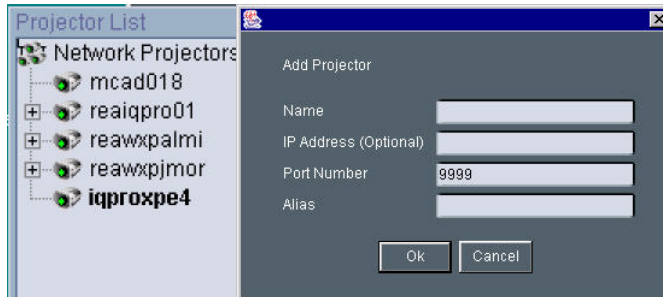 Projector List
Network Projectors
mcad018
reaiqpro01
reawxpalmi
reawxpjmor
iqproxpe4
Add Projector
Name
IP Address (Optional)
Port Number 9999
Alias
Ok Cancel